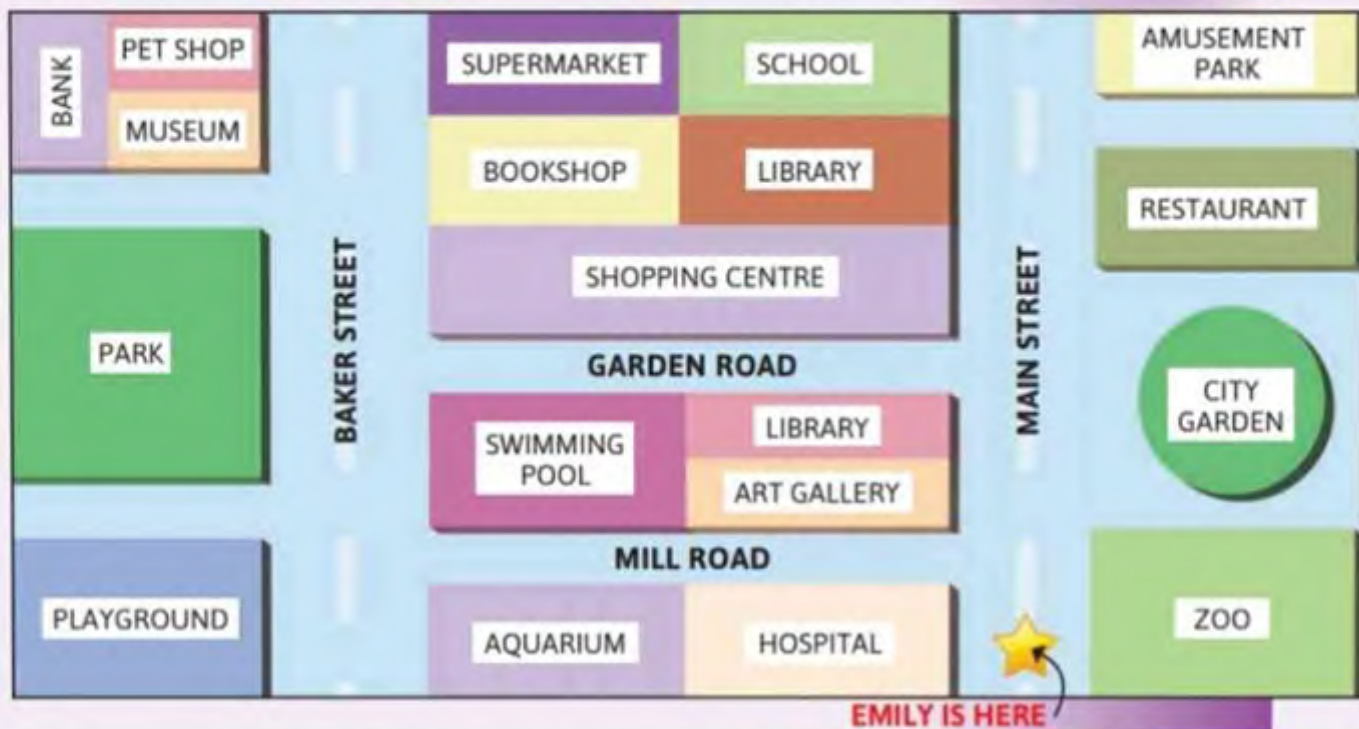 BANK
PET SHOP
MUSEUM
SUPERMARKET
SCHOOL
AMUSEMENT
PARK
BOOKSHOP
LIBRARY
RESTAURANT
SHOPPING CENTRE
PARK
BAKER STREET
GARDEN ROAD
MAIN STREET
CITY
GARDEN
SWIMMING
POOL
LIBRARY
ART GALLERY
MILL ROAD
PLAYGROUND
AQUARIUM
HOSPITAL
ZOO
EMILY IS HERE